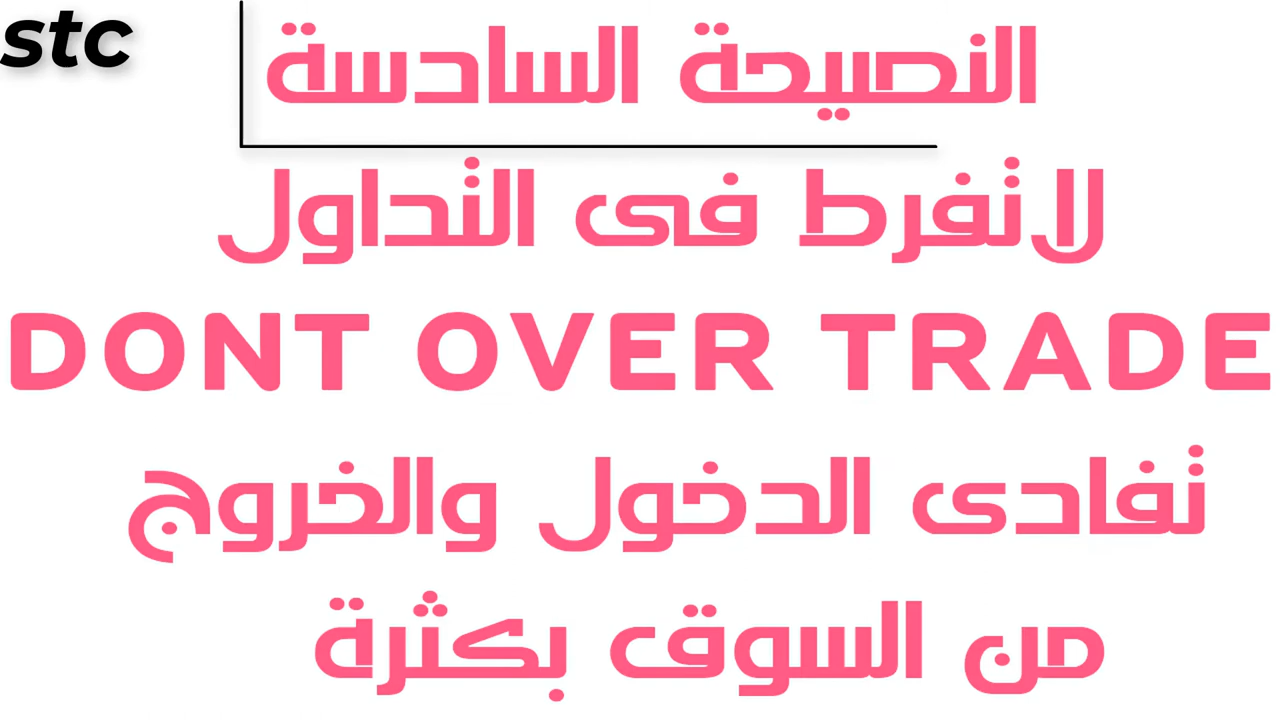 stc
النصيحة السادسة
لاتفرط فى التداول
DONT OVER TRADE
تفادى الدخول والخروج
من السوق بكثرة